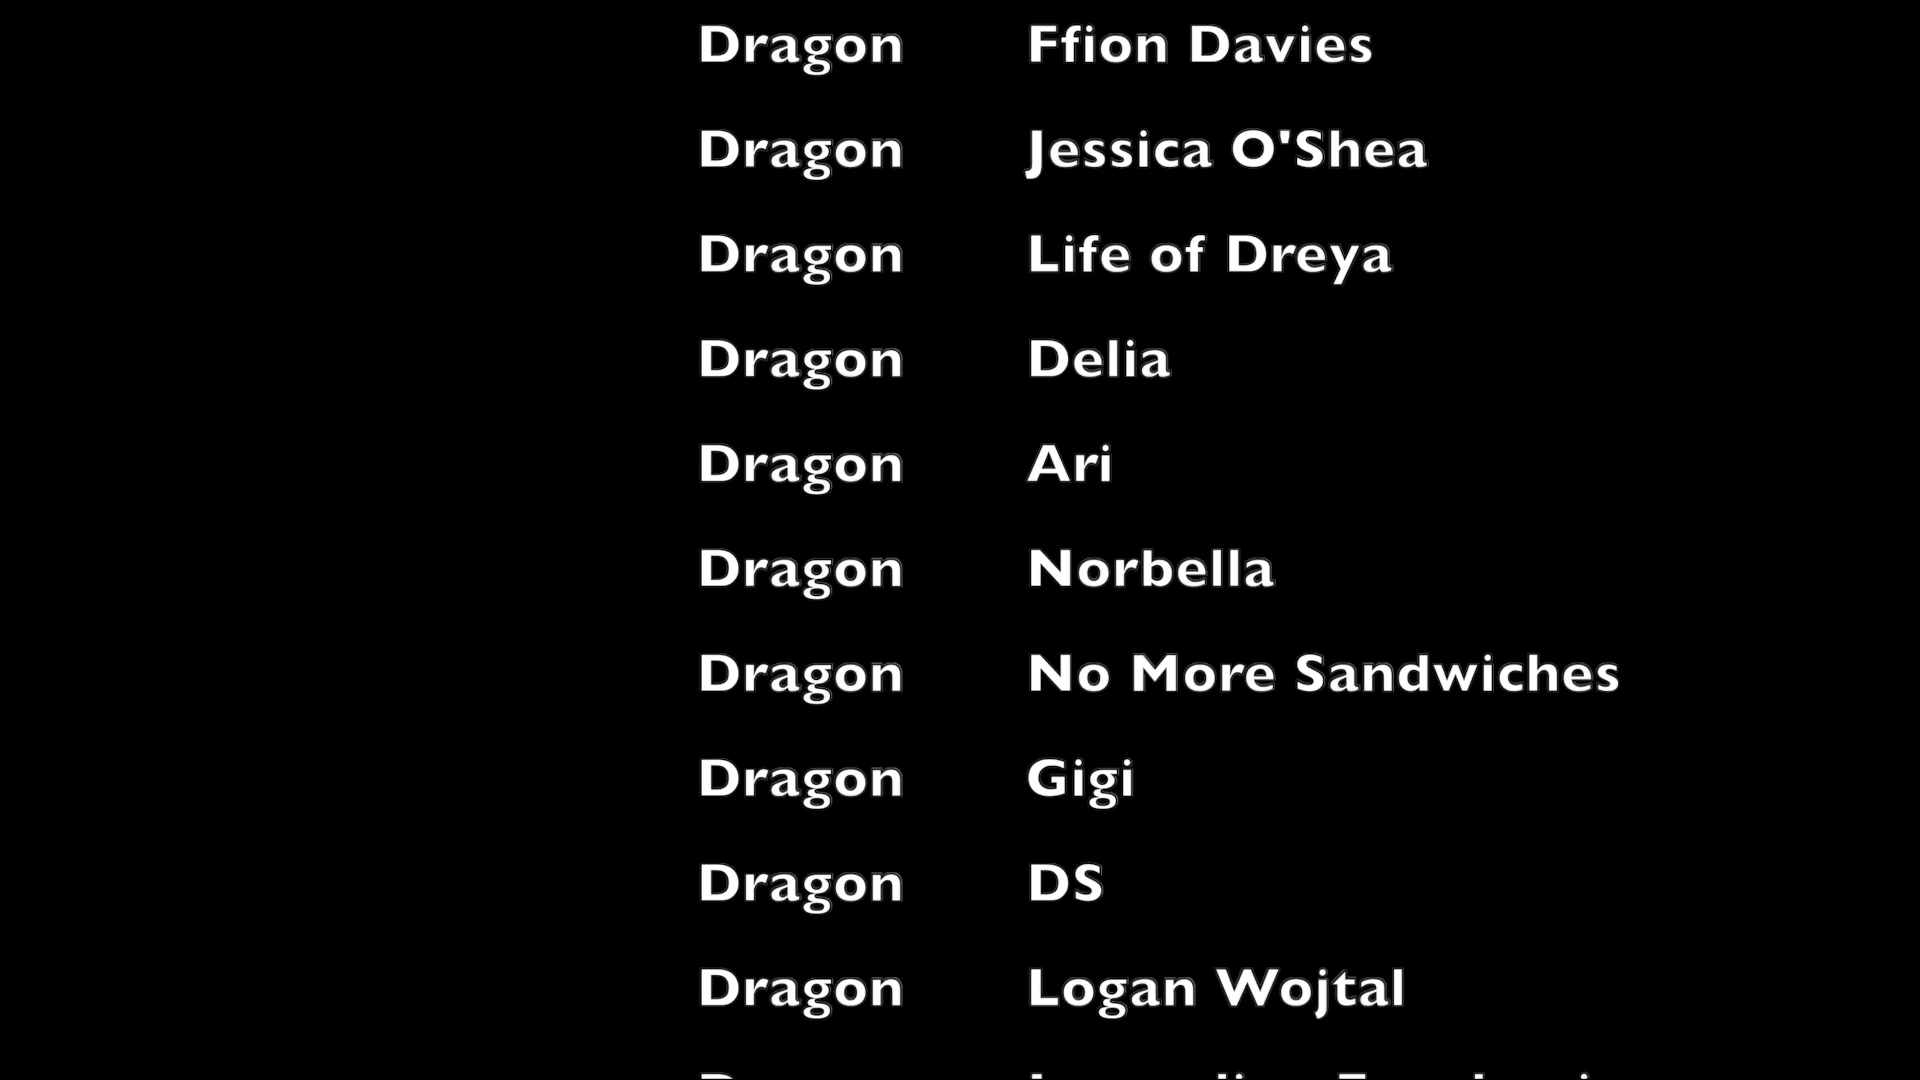 Dragon Ffion Davies
Dragon Jessica O'Shea
Dragon Life of Dreya
Dragon Delia
Dragon Ari
Dragon Norbella
Dragon No More Sandwiches
Dragon Gigi
Dragon DS
Dragon Logan Wojtal